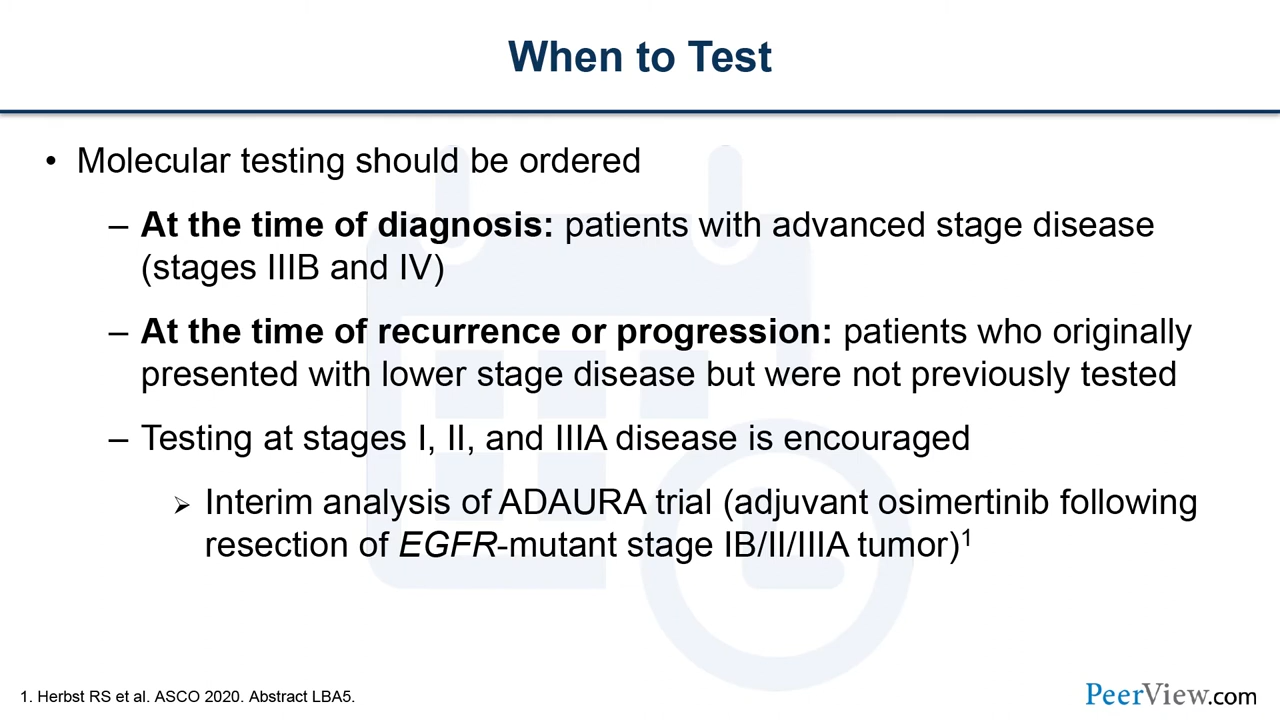 When to Test
• Molecular testing should be ordered
– At the time of diagnosis: patients with advanced stage disease
(stages IIIB and IV)
– At the time of recurrence or progression: patients who originally
presented with lower stage disease but were not previously tested
– Testing at stages I, II, and IIIA disease is encouraged
➢ Interim analysis of ADAURA trial (adjuvant osimertinib following
resection of EGFR-mutant stage IB/II/IIIA tumor)¹
1. Herbst RS et al. ASCO 2020. Abstract LBA5.
PeerView.com